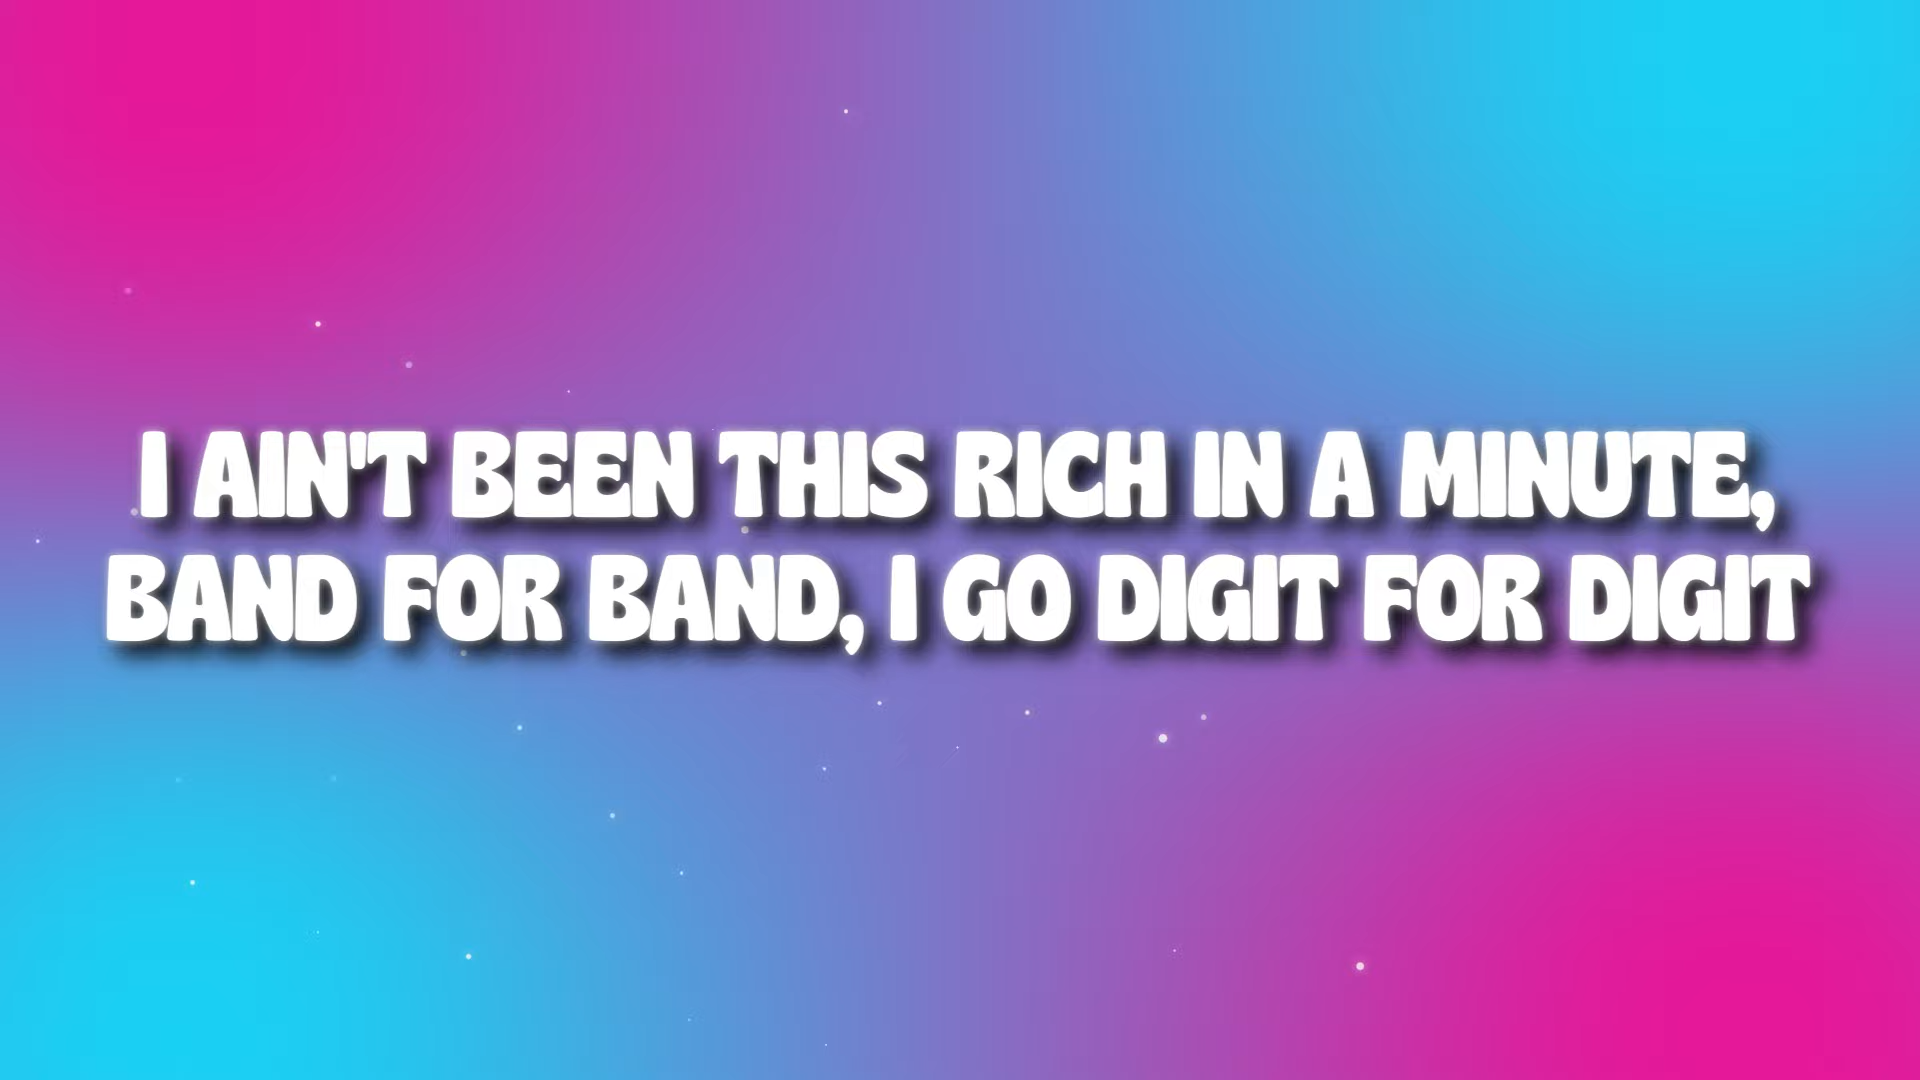 I AIN'T BEEN THIS RICH IN A MINUTE,
BAND FOR BAND, I GO DIGIT FOR DIGIT